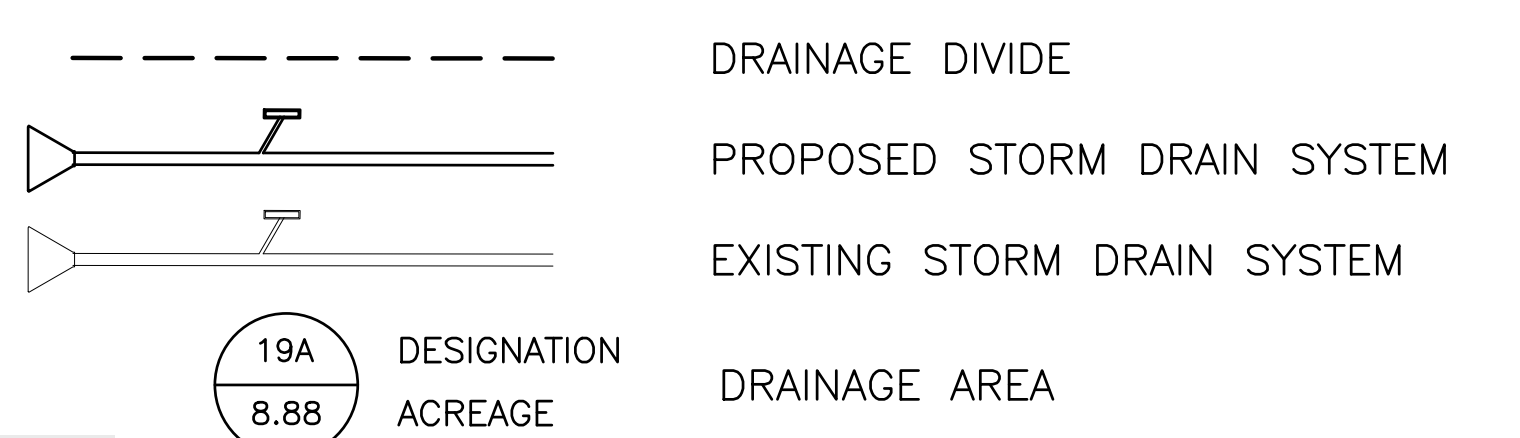 DRAINAGE DIVIDE
PROPOSED STORM DRAIN SYSTEM
EXISTING STORM DRAIN SYSTEM
19A DESIGNATION
8.88 ACREAGE
DRAINAGE AREA